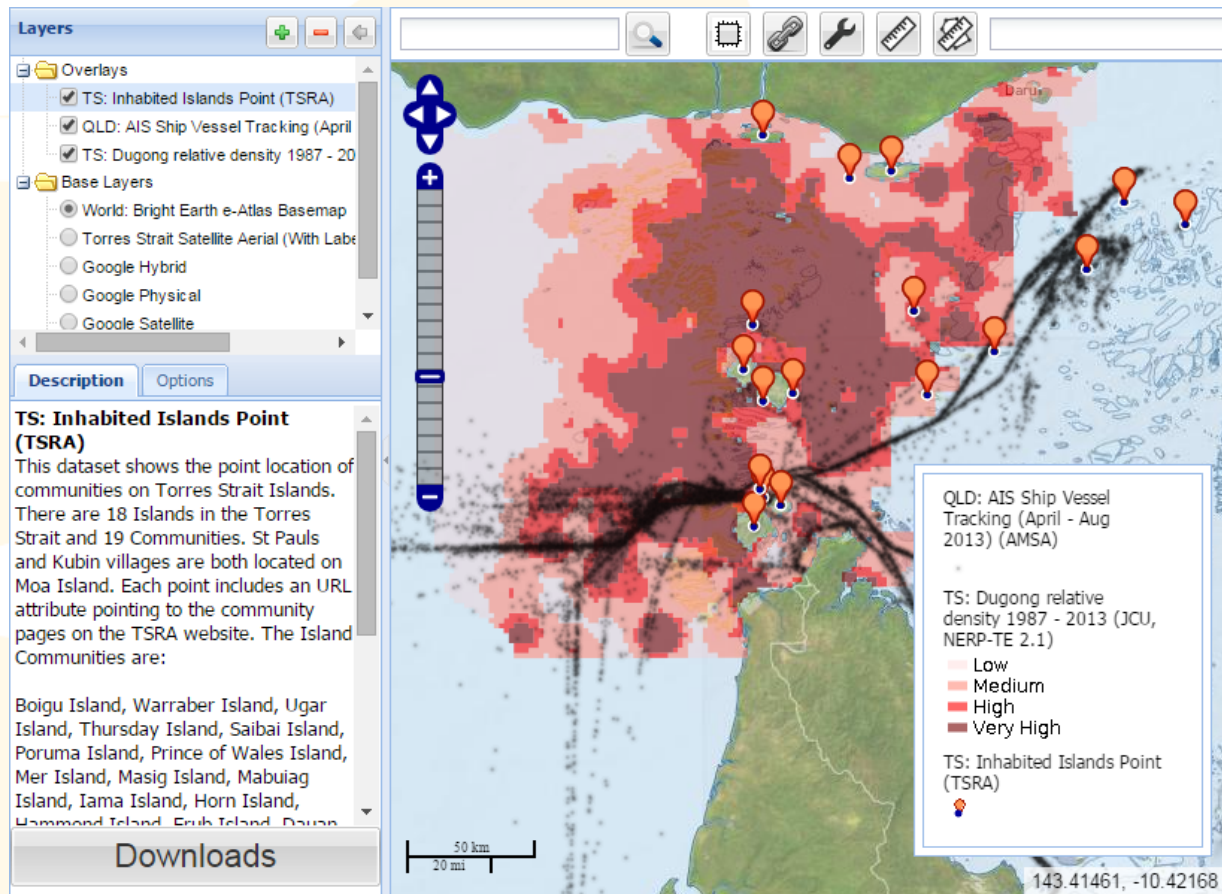 Layers
Overlays
TS: Inhabited Islands Point (TSRA)
QLD: AIS Ship Vessel Tracking (April
TS: Dugong relative density 1987 - 20
Base Layers
World: Bright Earth e-Atlas Basemap
Torres Strait Satellite Aerial (With Labe
Google Hybrid
Google Physical
Google Satellite
Description
Options
TS: Inhabited Islands Point
(TSRA)
This dataset shows the point location of
communities on Torres Strait Islands.
There are 18 Islands in the Torres
Strait and 19 Communities. St Pauls
and Kubin villages are both located on
Moa Island. Each point includes an URL
attribute pointing to the community
pages on the TSRA website. The Island
Communities are:
Boigu Island, Warraber Island, Ugar
Island, Thursday Island, Saibai Island,
Poruma Island, Prince of Wales Island,
Mer Island, Masig Island, Mabuiag
Island, Iama Island, Horn Island,
Hammond Island, Erub Island, Dauan
Downloads
Daru
QLD: AIS Ship Vessel
Tracking (April - Aug
2013) (AMSA)
TS: Dugong relative
density 1987 - 2013 (JCU,
NERP-TE 2.1)
Low
Medium
High
Very High
TS: Inhabited Islands Point
(TSRA)
50 km
20 mi
143.41461, -10.42168